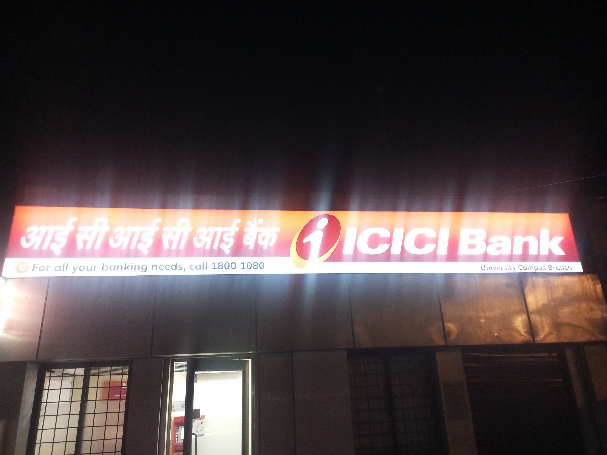 आई सी आई सी आई बैंक ICICI Bank
For all your banking needs, call 1800 1080
University Campus Branch